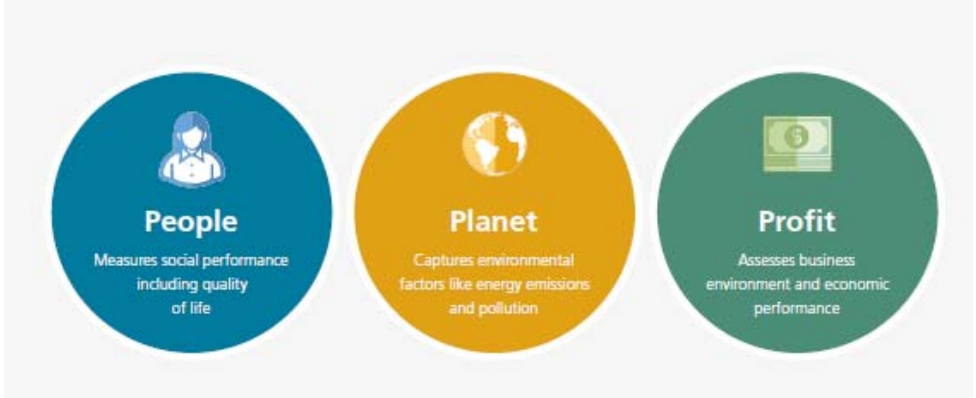 People
Measures social performance
including quality
of life
Planet
Captures environmental
factors like energy emissions
and pollution
$
Profit
Assesses business
environment and economic
performance